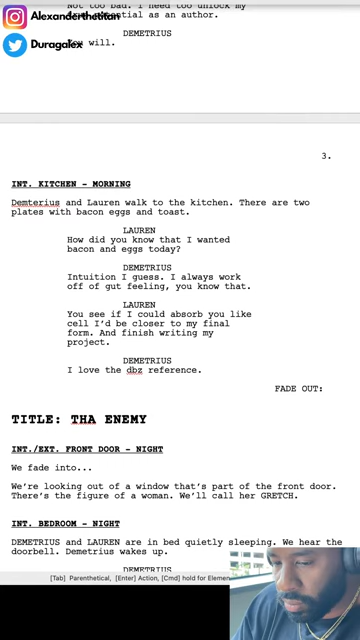 Not too bad. I need too unlock my
Alexanderthetitan
potential as an author.
DEMETRIUS
Duragalex
will.
3.
INT. KITCHEN - MORNING
Demterius and Lauren walk to the kitchen. There are two
plates with bacon eggs and toast.
LAUREN
How did you know that I wanted
bacon and eggs today?
DEMETRIUS
Intuition I guess. I always work
off of gut feeling, you know that.
LAUREN
You see if I could absorb you like
cell I'd be closer to my final
form. And finish writing my
project.
DEMETRIUS
I love the dbz reference.
FADE OUT:
TITLE: THA ENEMY
INT./EXT. FRONT DOOR - NIGHT
We fade into...
We're looking out of a window that's part of the front door.
There's the figure of a woman. We'll call her GRETCH.
INT. BEDROOM - NIGHT
DEMETRIUS and LAUREN are in bed quietly sleeping. We hear the
doorbell. Demetrius wakes up.
DEMETRIUS
[Tab] Parenthetical, [Enter] Action, [Cmd] hold for Elemen